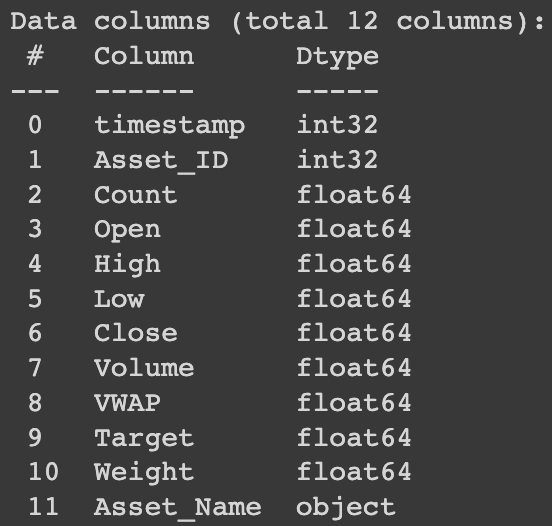 Data columns (total 12 columns):
 #   Column      Dtype
---  ------      -----
 0   timestamp   int32
 1   Asset_ID    int32
 2   Count       float64
 3   Open        float64
 4   High        float64
 5   Low         float64
 6   Close       float64
 7   Volume      float64
 8   VWAP        float64
 9   Target      float64
 10  Weight      float64
 11  Asset_Name  object